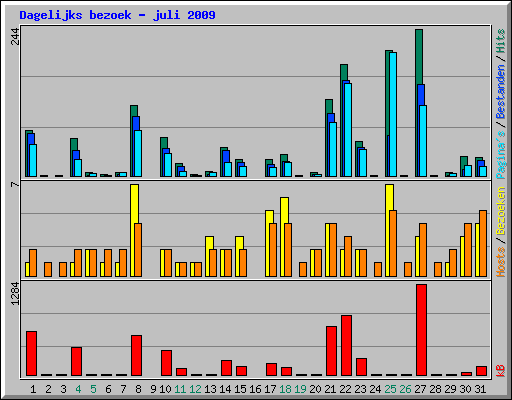 Dagelijks bezoek - juli 2009
244
7
1284
Pagina's / Bestanden / Hits
Hosts / Bezoeken
kB
1 2 3 4 5 6 7 8 9 10 11 12 13 14 15 16 17 18 19 20 21 22 23 24 25 26 27 28 29 30 31